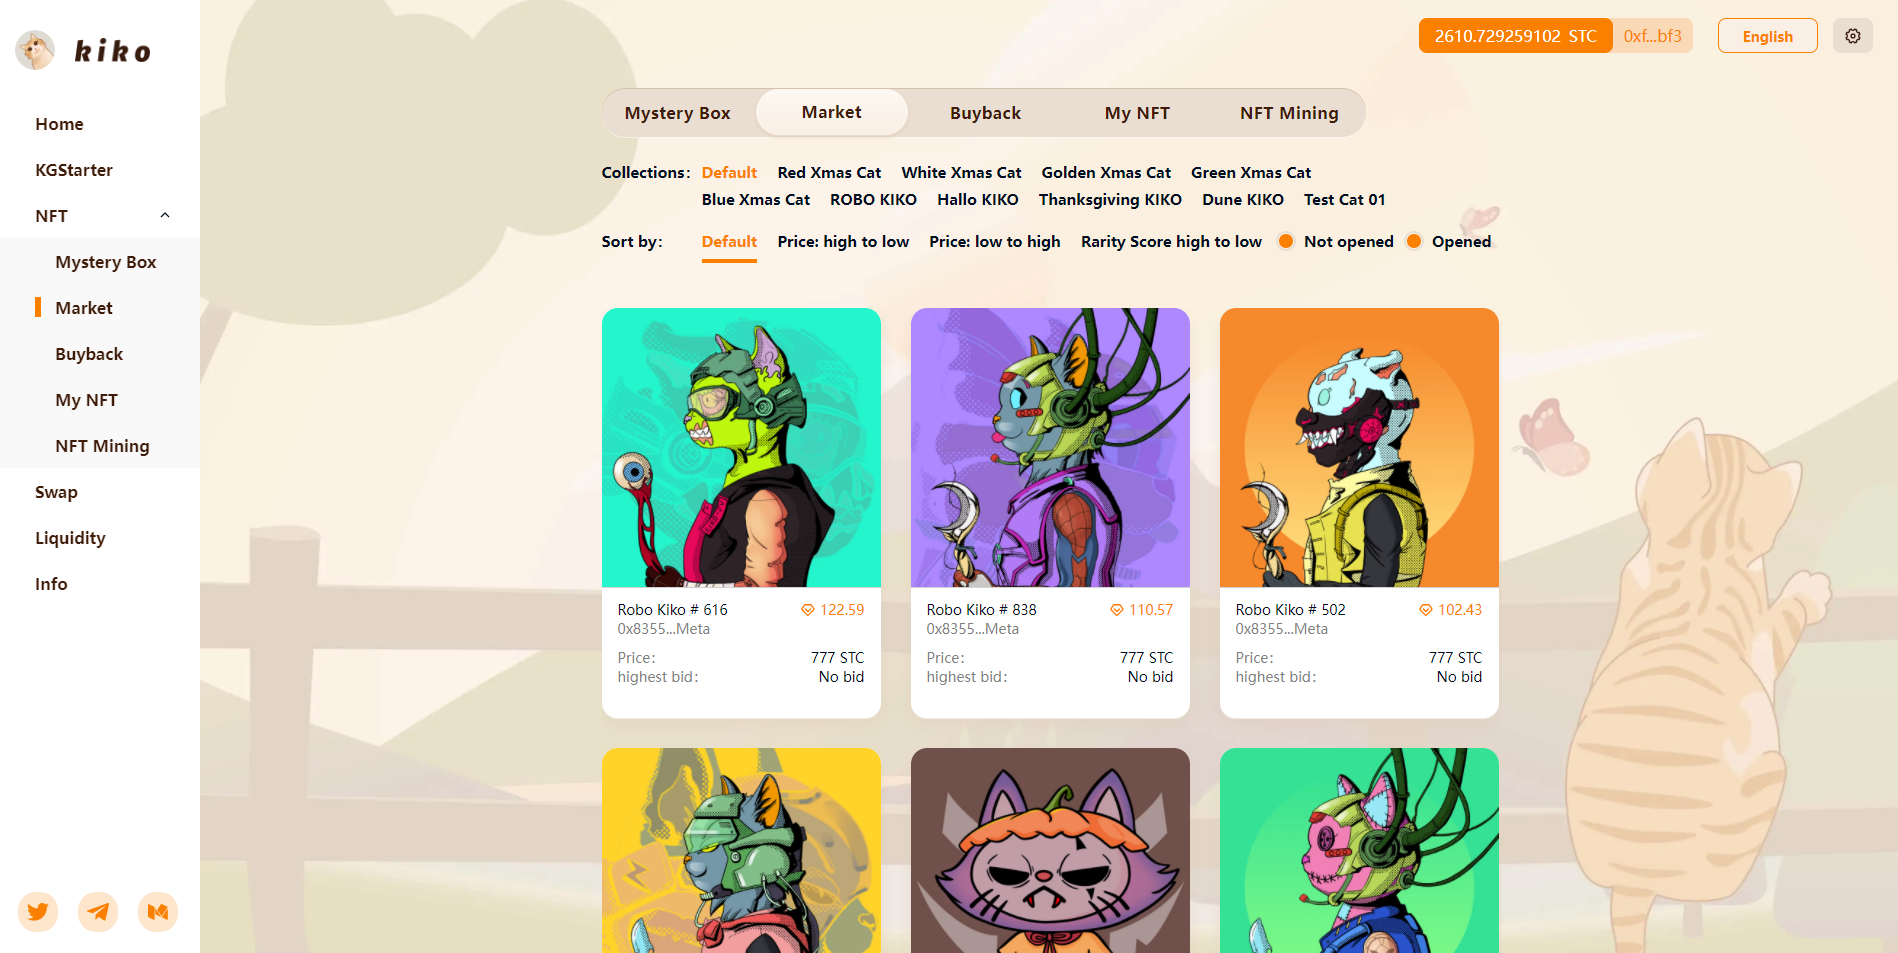 kiko
2610.729259102 STC 0xf...bf3 English
Home
KGStarter
NFT
Mystery Box
Market
Buyback
My NFT
NFT Mining
Swap
Liquidity
Info
Mystery Box Market Buyback My NFT NFT Mining
Collections: Default Red Xmas Cat White Xmas Cat Golden Xmas Cat Green Xmas Cat
Blue Xmas Cat ROBO KIKO Hallo KIKO Thanksgiving KIKO Dune KIKO Test Cat 01
Sort by: Default Price: high to low Price: low to high Rarity Score high to low Not opened Opened
Robo Kiko # 616 122.59
0x8355...Meta
Price: 777 STC
highest bid: No bid
Robo Kiko # 838 110.57
0x8355...Meta
Price: 777 STC
highest bid: No bid
Robo Kiko # 502 102.43
0x8355...Meta
Price: 777 STC
highest bid: No bid